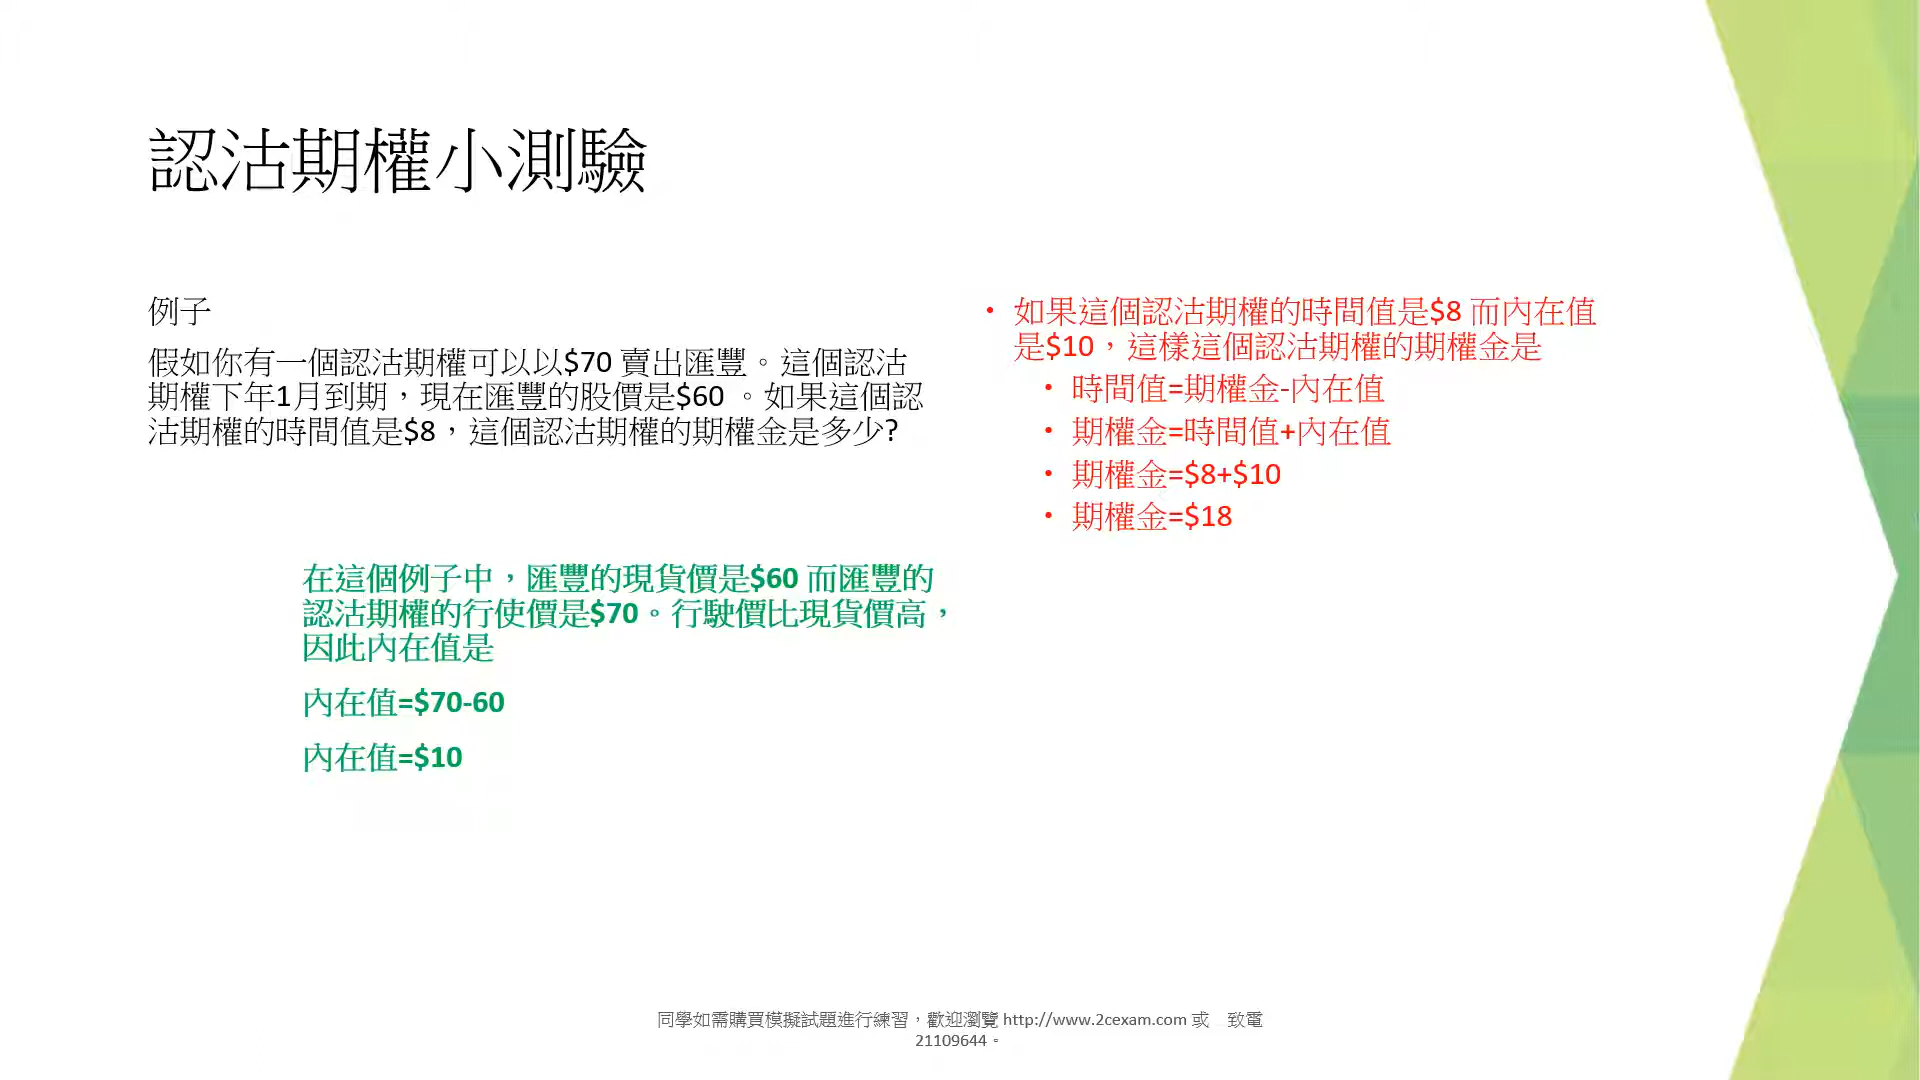 認沽期權小測驗
例子
假如你有一個認沽期權可以以$70 賣出匯豐。這個認沽
期權下年1月到期，現在匯豐的股價是$60 。如果這個認
沽期權的時間值是$8，這個認沽期權的期權金是多少?
在這個例子中，匯豐的現貨價是$60 而匯豐的
認沽期權的行使價是$70。行駛價比現貨價高，
因此內在值是
內在值=$70-60
內在值=$10
• 如果這個認沽期權的時間值是$8 而內在值
是$10，這樣這個認沽期權的期權金是
• 時間值=期權金-內在值
• 期權金=時間值+內在值
• 期權金=$8+$10
• 期權金=$18
同學如需購買模擬試題進行練習，歡迎瀏覽 http://www.2cexam.com 或 致電
21109644。